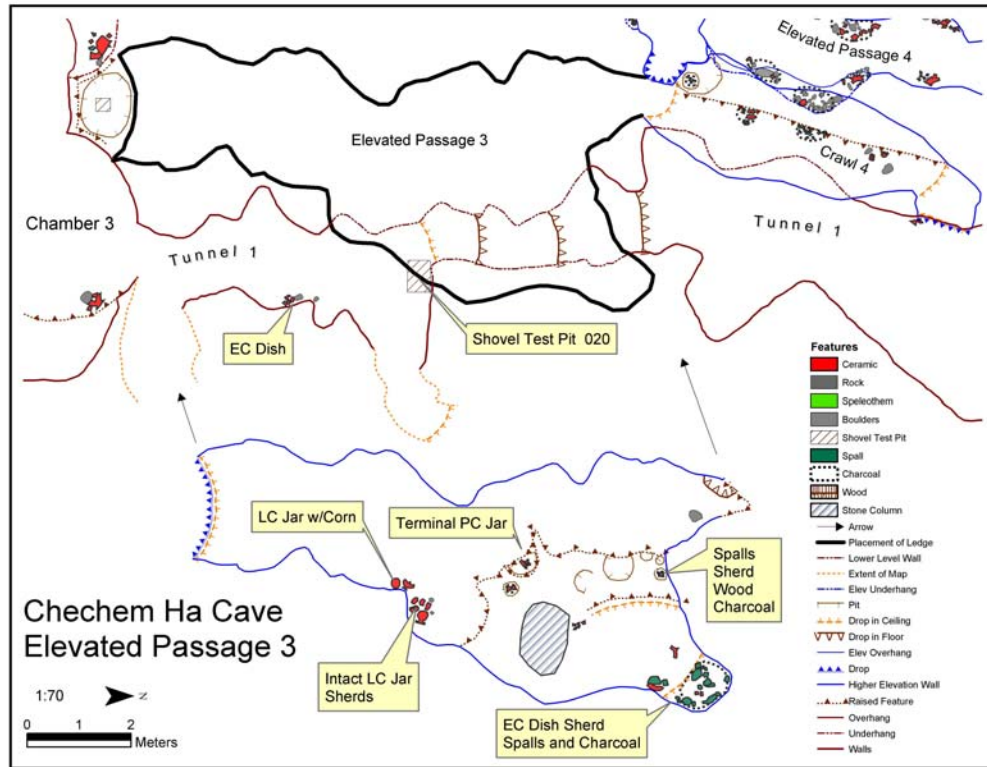 Elevated Passage 4
Elevated Passage 3
Crawl 4
Chamber 3
Tunnel 1
Tunnel 1
EC Dish
Shovel Test Pit 020
LC Jar w/Corn
Terminal PC Jar
Spalls
Sherd
Wood
Charcoal
Intact LC Jar
Sherds
EC Dish Sherd
Spalls and Charcoal
Chechem Ha Cave
Elevated Passage 3
1:70
N
0 1 2
Meters
Features
Ceramic
Rock
Speleothem
Boulders
Shovel Test Pit
Spall
Charcoal
Wood
Stone Column
Arrow
Placement of Ledge
Lower Level Wall
Extent of Map
Elev Underhang
Pit
Drop in Ceiling
Drop in Floor
Elev Overhang
Drop
Higher Elevation Wall
Raised Feature
Overhang
Underhang
Walls